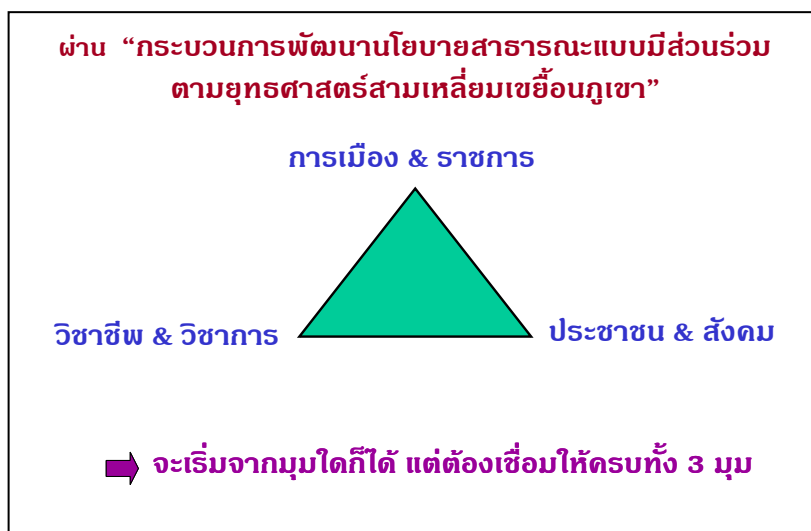 ผ่าน “กระบวนการพัฒนานโยบายสาธารณะแบบมีส่วนร่วม
ตามยุทธศาสตร์สามเหลี่ยมเขยื้อนภูเขา”
การเมือง & ราชการ
วิชาชีพ & วิชาการ
ประชาชน & สังคม
จะเริ่มจากมุมใดก็ได้ แต่ต้องเชื่อมให้ครบทั้ง 3 มุม